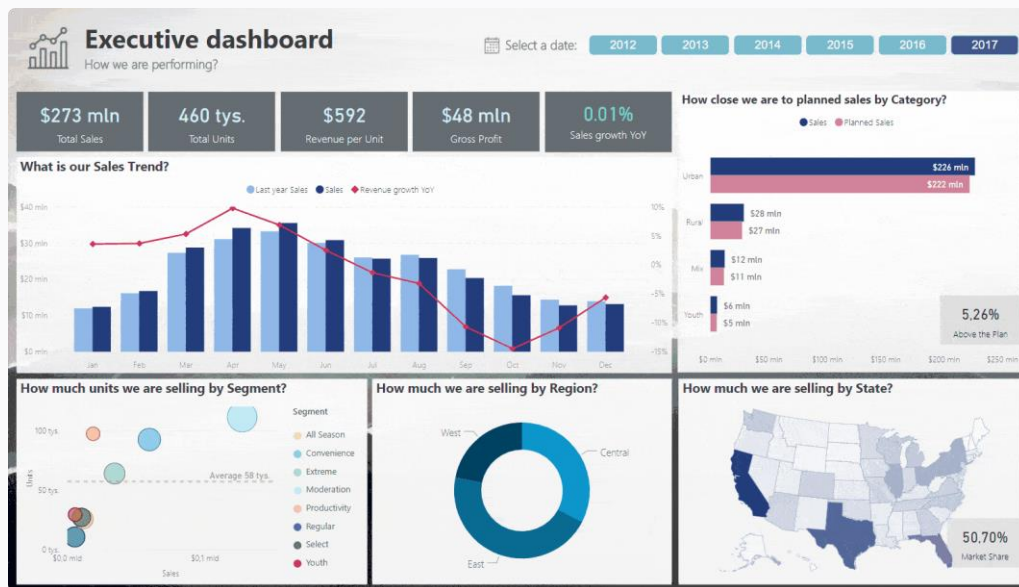 Executive dashboard
How we are performing?
Select a date:
2012
2013
2014
2015
2016
2017
$273 mln
Total Sales
460 tys.
Total Units
$592
Revenue per Unit
$48 mln
Gross Profit
0.01%
Sales growth YoY
What is our Sales Trend?
Last year Sales
Sales
Revenue growth YoY
$40 mln
$30 mln
$20 mln
$10 mln
$0 mln
10%
5%
0%
-5%
-10%
-15%
Jan
Feb
Mar
Apr
May
Jun
Jul
Aug
Sep
Oct
Nov
Dec
How close we are to planned sales by Category?
Sales
Planned Sales
Urban
$226 mln
$222 mln
Rural
$28 mln
$27 mln
Mix
$12 mln
$11 mln
Youth
$6 mln
$5 mln
$0 mln
$50 mln
$100 mln
$150 mln
$200 mln
$250 mln
5,26%
Above the Plan
How much units we are selling by Segment?
Units
100 tys.
50 tys.
0 tys.
Average 58 tys.
$0,0 mld
$0,1 mld
Sales
Segment
All Season
Convenience
Extreme
Moderation
Productivity
Regular
Select
Youth
How much we are selling by Region?
West
Central
East
How much we are selling by State?
50,70%
Market Share